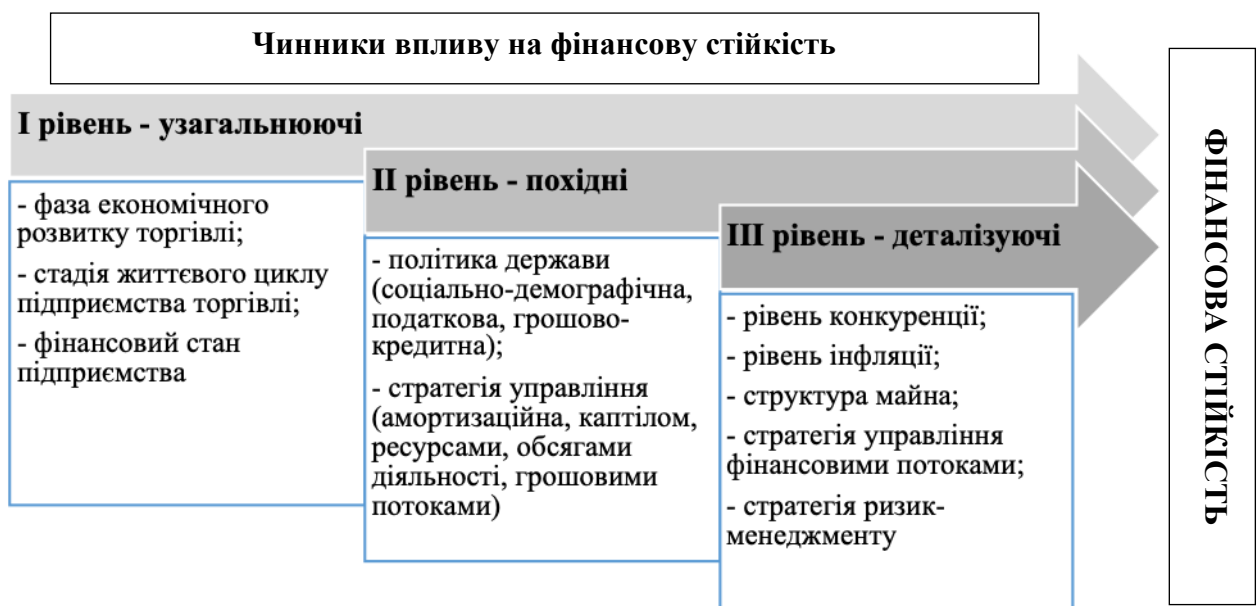 Чинники впливу на фінансову стійкість
І рівень - узагальнюючі
- фаза економічного
розвитку торгівлі;
- стадія життєвого циклу
підприємства торгівлі;
- фінансовий стан
підприємства
ІІ рівень - похідні
- політика держави
(соціально-демографічна,
податкова, грошово-
кредитна);
- стратегія управління
(амортизаційна, каптілом,
ресурсами, обсягами
діяльності, грошовими
потоками)
ІІІ рівень - деталізуючі
- рівень конкуренції;
- рівень інфляції;
- структура майна;
- стратегія управління
фінансовими потоками;
- стратегія ризик-
менеджменту
ФІНАНСОВА СТІЙКІСТЬ